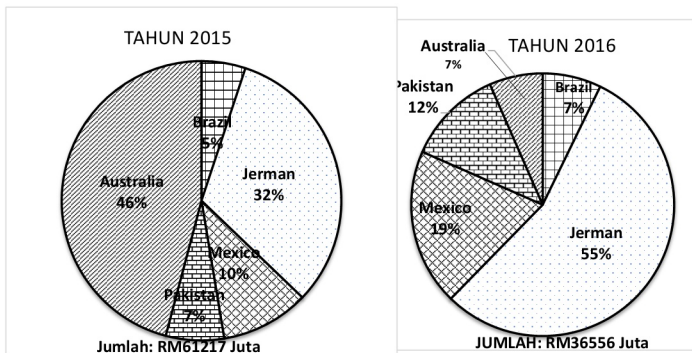 TAHUN 2015
Brazil
5%
Jerman
32%
Mexico
10%
Pakistan
7%
Australia
46%
Jumlah: RM61217 Juta
TAHUN 2016
Australia
7%
Brazil
7%
Pakistan
12%
Mexico
19%
Jerman
55%
JUMLAH: RM36556 Juta